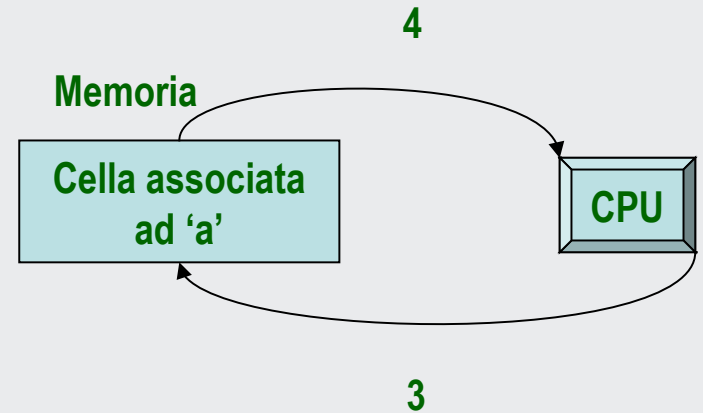 4
Memoria
Cella associata
ad ‘a’
CPU
3